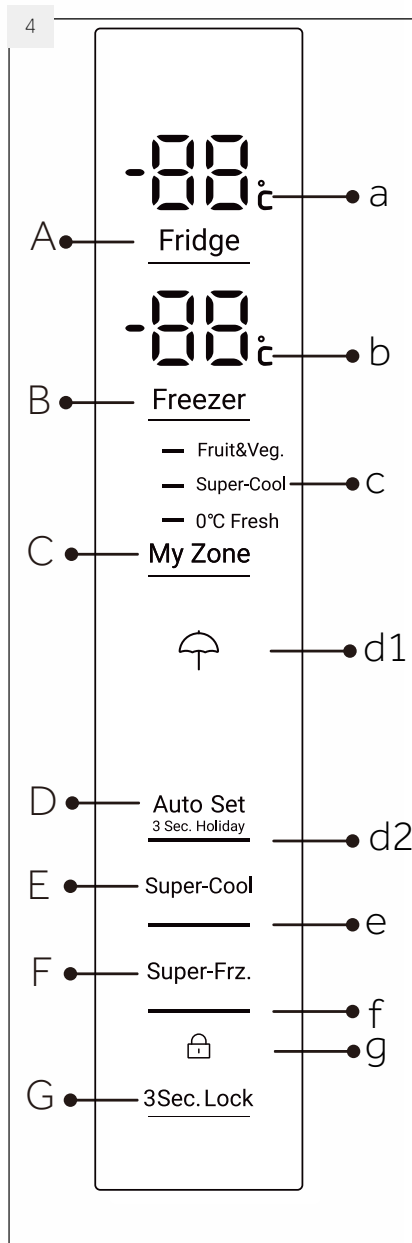 4
-88°c
a
A
Fridge
-88°c
b
B
Freezer
Fruit&Veg.
Super-Cool
c
0°C Fresh
C
My Zone
d1
D
Auto Set
3 Sec. Holiday
d2
E
Super-Cool
e
F
Super-Frz.
f
g
G
3Sec. Lock